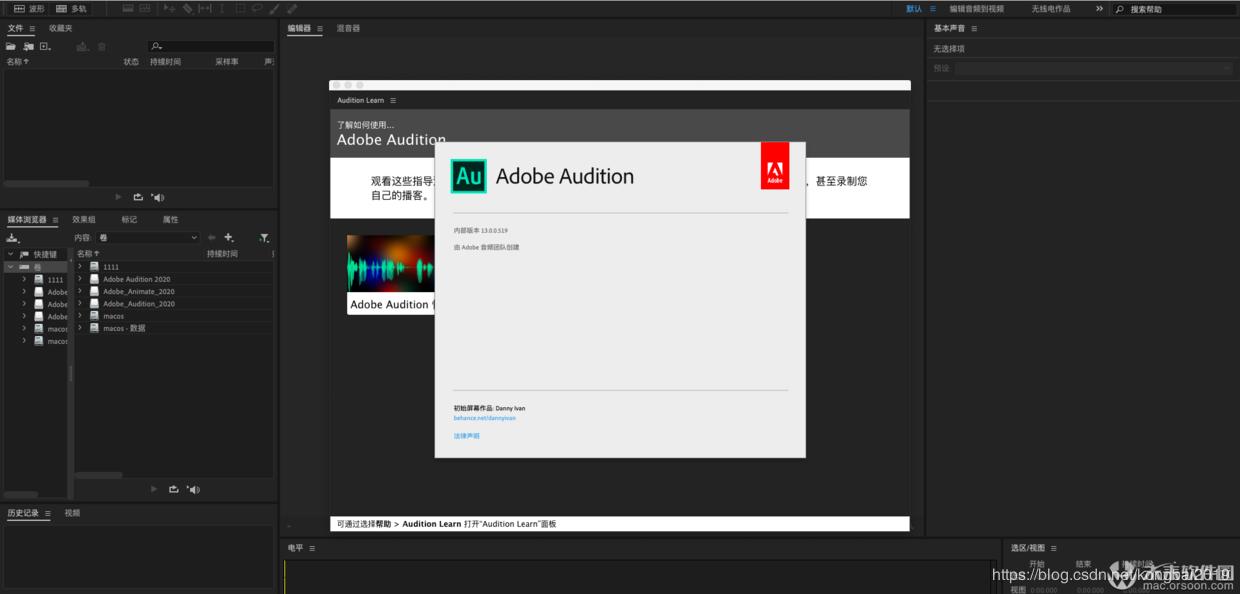 波形 多轨
默认 编辑音频到视频 无线电作品 搜索帮助
文件 收藏夹
编辑器 混音器
基本声音
无选择项
预设:
名称 状态 持续时间 采样率 声
Audition Learn
了解如何使用...
Adobe Audition
观看这些指导 ，甚至录制您
自己的播客。
Au Adobe Audition
Adobe
内部版本 13.0.0.519
由 Adobe 音频团队创建
Adobe Audition
初始屏幕作品: Danny Ivan
behance.net/dannyivan
法律声明
可通过选择帮助 > Audition Learn 打开“Audition Learn”面板
媒体浏览器 效果组 标记 属性
内容: 卷
快捷键 名称 持续时间
卷 1111
1111 Adobe Audition 2020
Adobe Adobe_Animate_2020
Adobe Adobe_Audition_2020
Adobe macos
macos macos - 数据
macos
历史记录 视频
电平
选区/视图
开始 结束 持续时间
视图 0:00.000 0:00.000
https://blog.csdn.net/kongbai2019
mac.orsoon.com